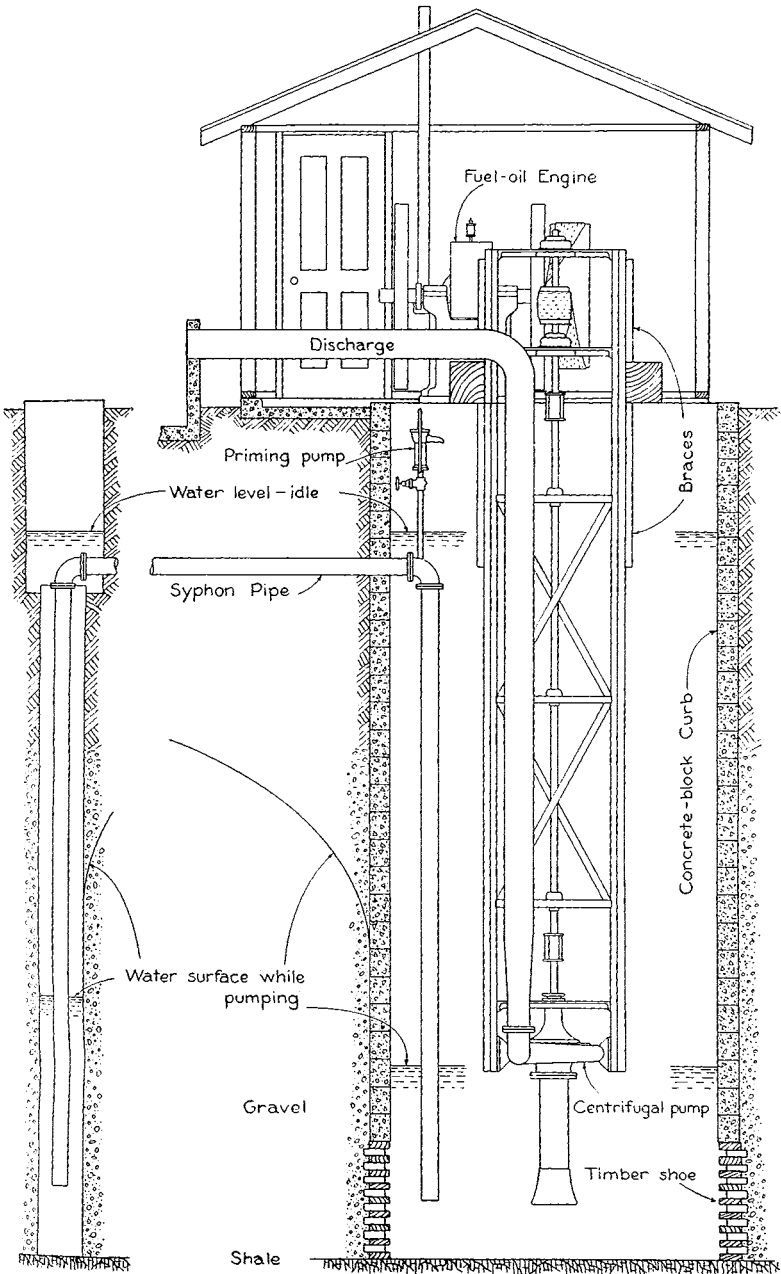 Fuel-oil Engine
Discharge
Priming pump
Water level - idle
Braces
Syphon Pipe
Concrete-block Curb
Water surface while
pumping
Gravel
Centrifugal pump
Timber shoe
Shale